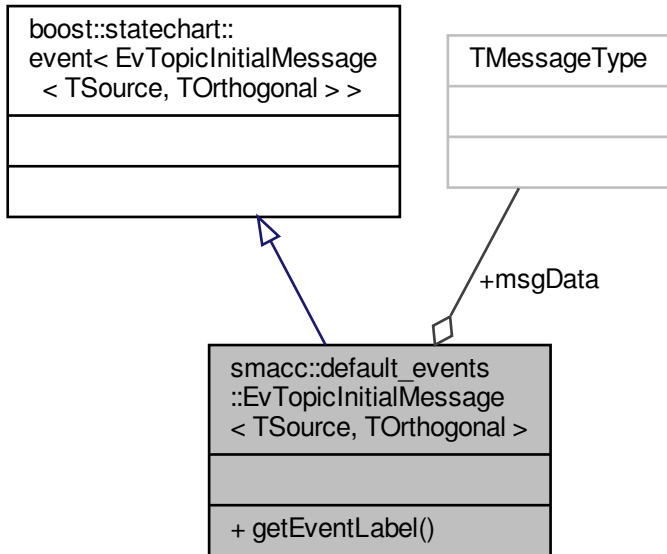 boost::statechart::
event< EvTopicInitialMessage
< TSource, TOrthogonal > >
TMessageType
+msgData
smacc::default_events
::EvTopicInitialMessage
< TSource, TOrthogonal >
+ getEventLabel()